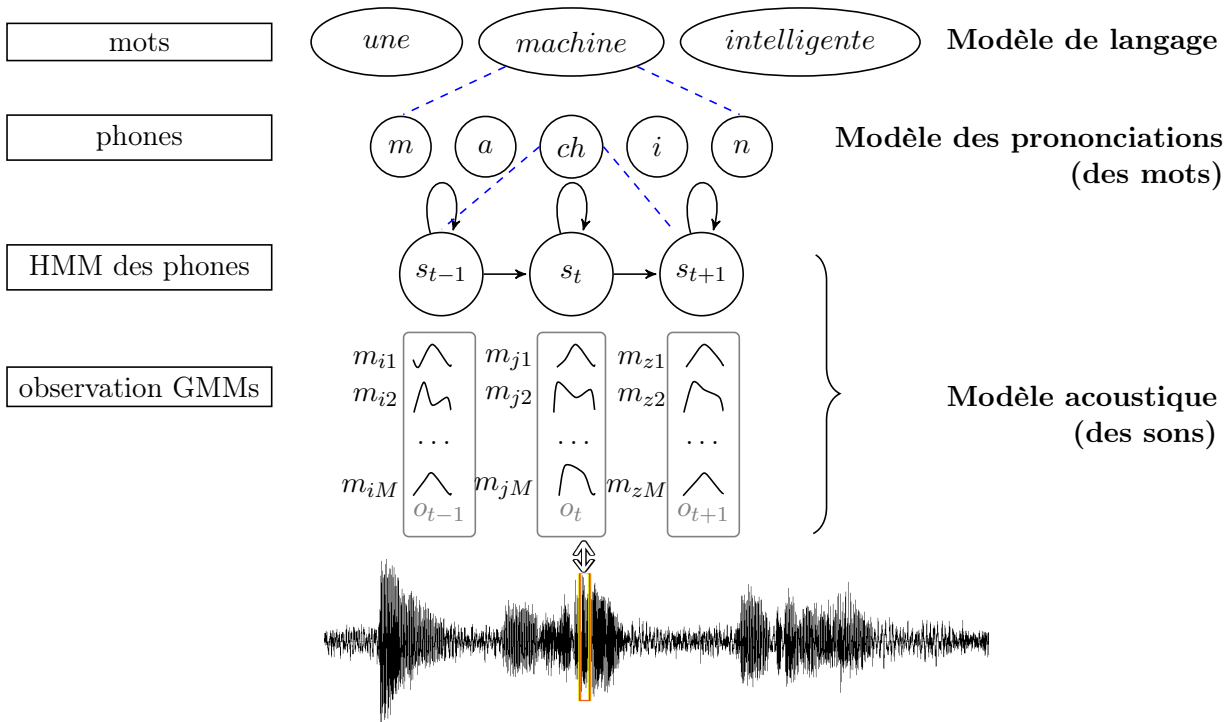 mots
une machine intelligente
Modèle de langage
phones
m a ch i n
Modèle des prononciations
(des mots)
HMM des phones
s_{t−1} s_t s_{t+1}
observation GMMs
m_{i1} m_{j1} m_{z1}
m_{i2} m_{j2} m_{z2}
... ... ...
m_{iM} m_{jM} m_{zM}
o_{t−1} o_t o_{t+1}
Modèle acoustique
(des sons)